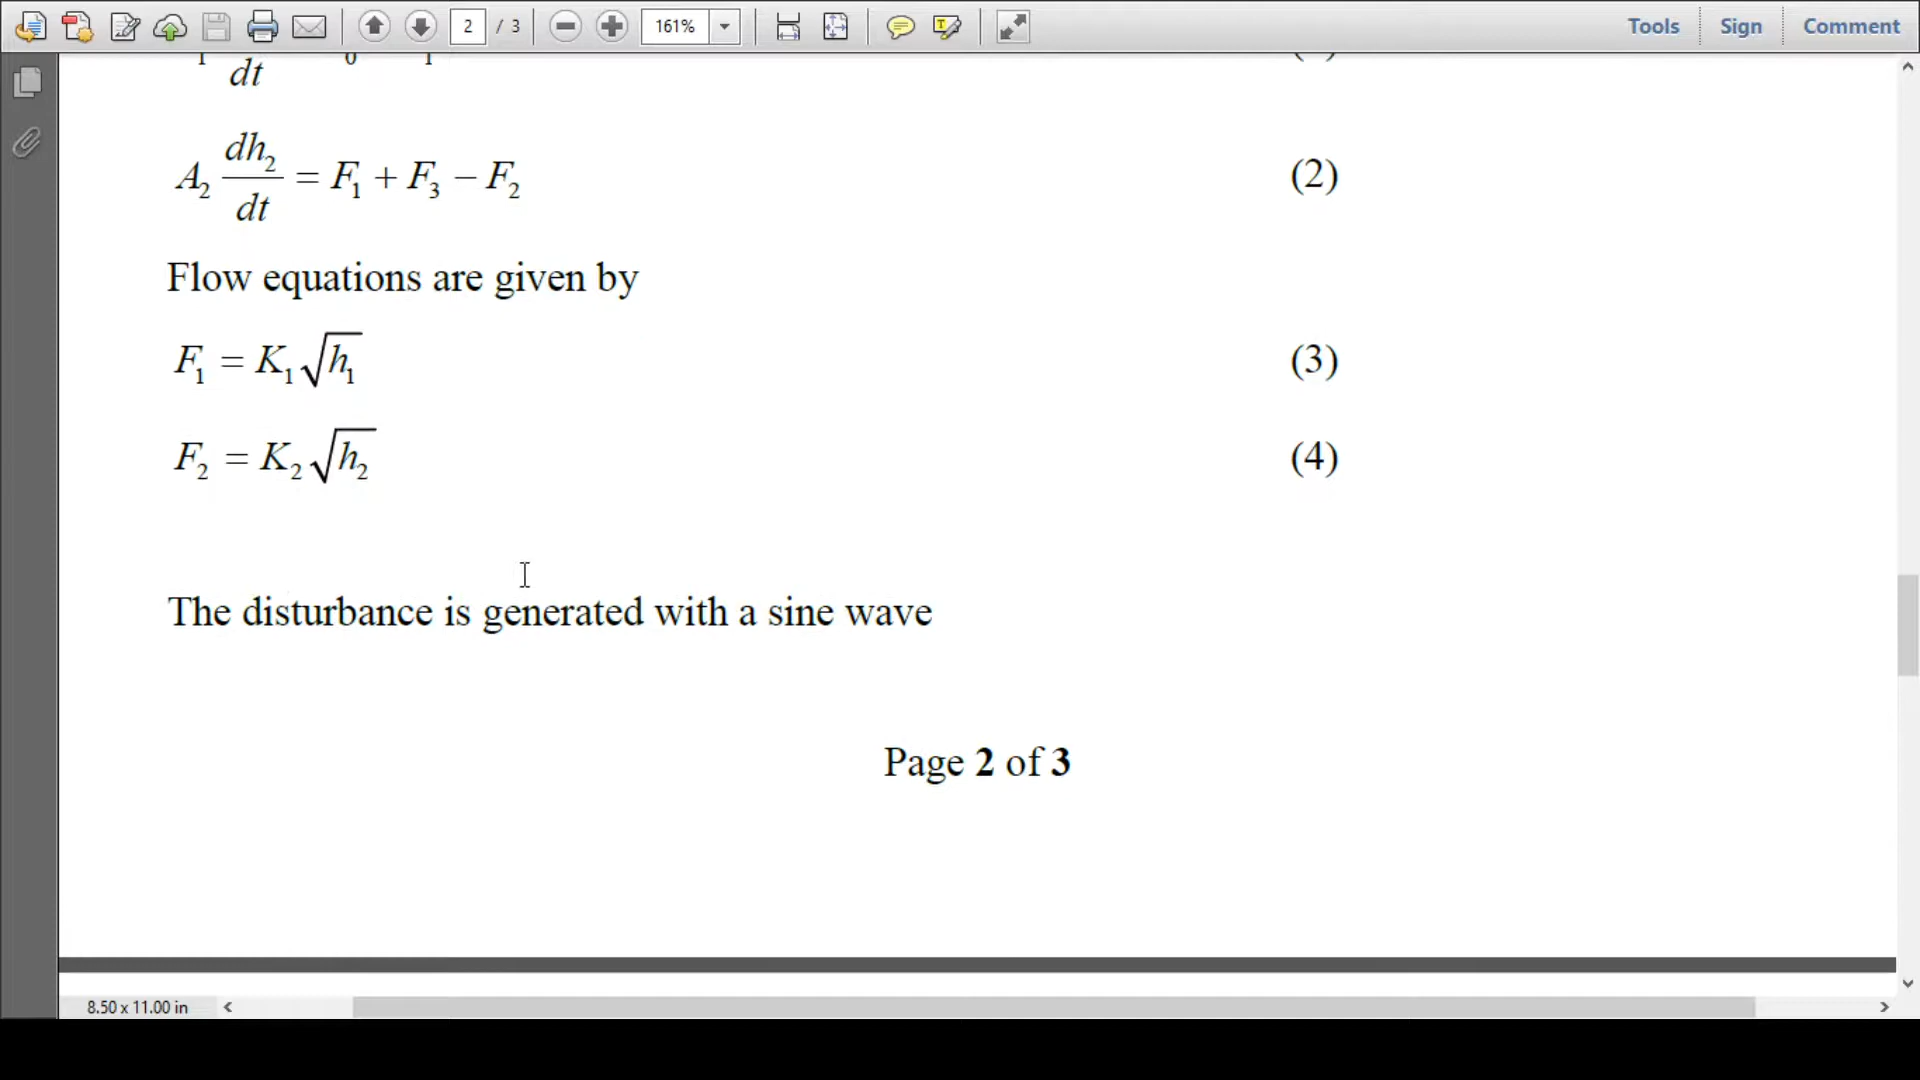 2 / 3 161% Tools Sign Comment
dt
A₂ dh₂/dt = F₁ + F₃ − F₂ (2)
Flow equations are given by
F₁ = K₁√h₁ (3)
F₂ = K₂√h₂ (4)
The disturbance is generated with a sine wave
Page 2 of 3
8.50 x 11.00 in